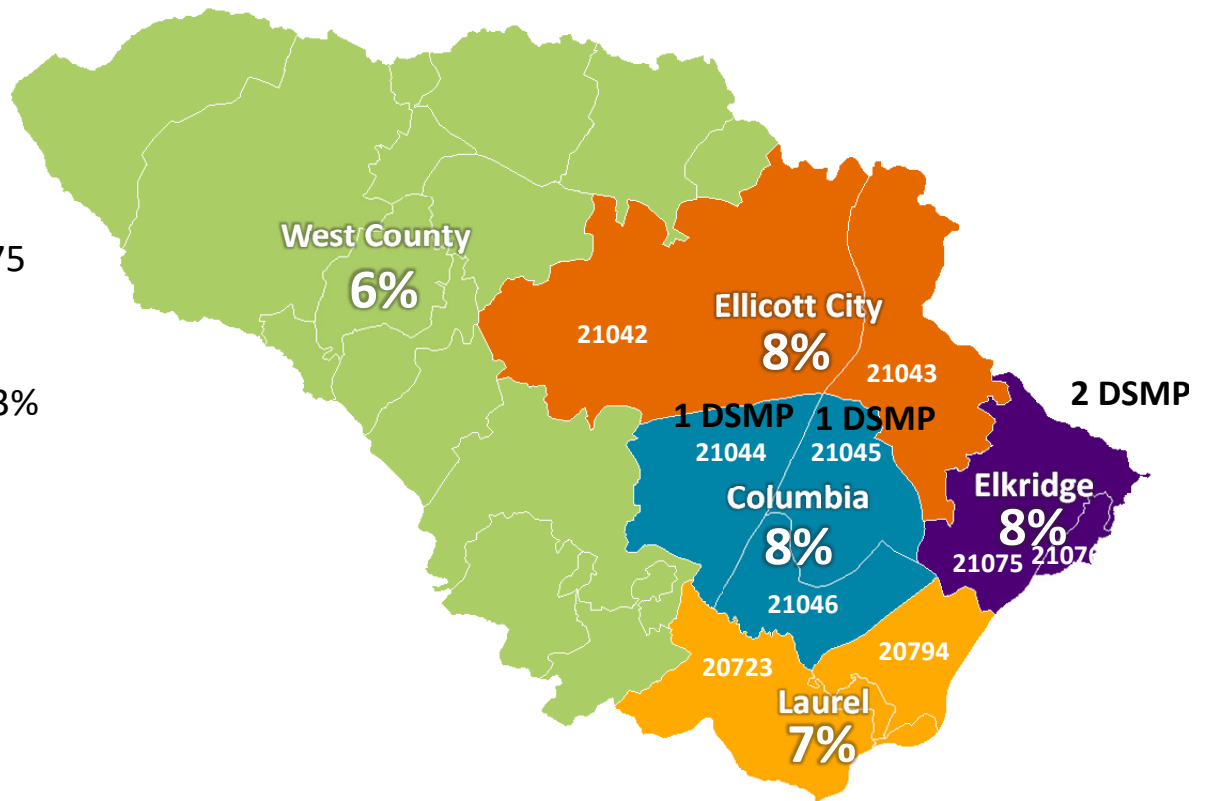 West County
6%
75
3%
Ellicott City
8%
21042
21043
2 DSMP
1 DSMP
1 DSMP
21044
21045
Columbia
8%
21046
Elkridge
8%
21075
21076
20723
20794
Laurel
7%